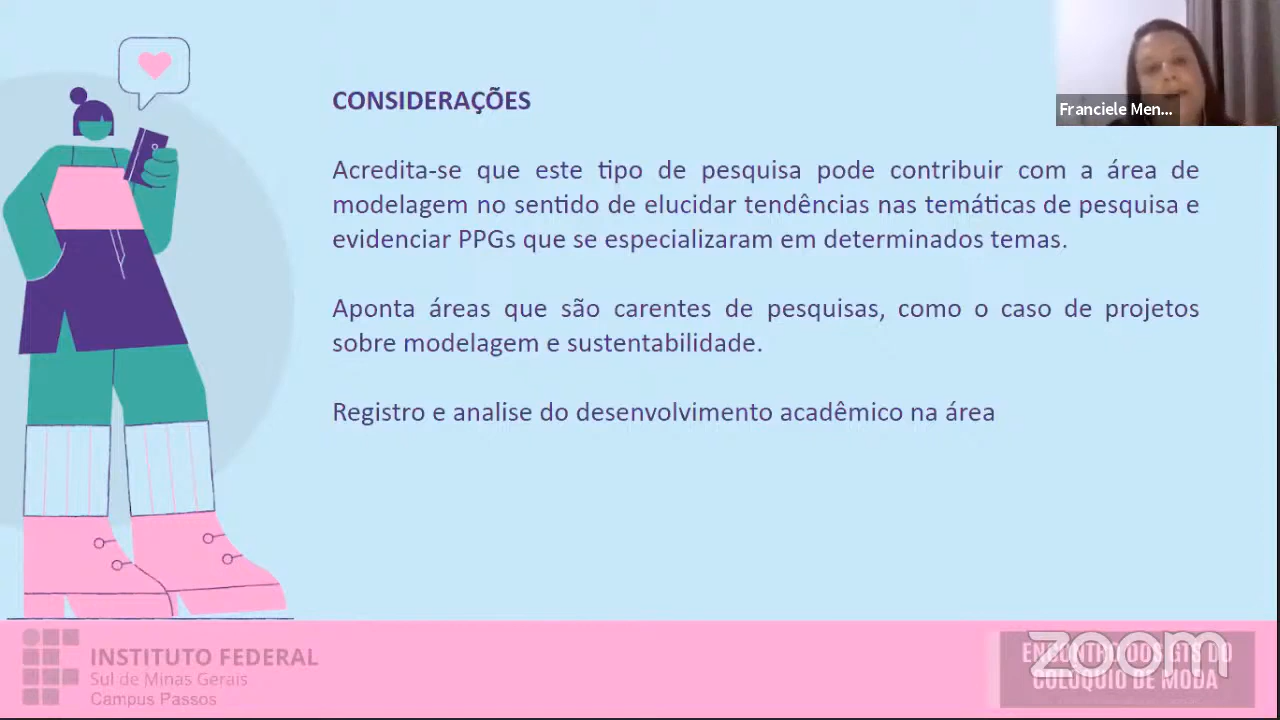 CONSIDERAÇÕES
Franciele Men...
Acredita-se que este tipo de pesquisa pode contribuir com a área de
modelagem no sentido de elucidar tendências nas temáticas de pesquisa e
evidenciar PPGs que se especializaram em determinados temas.
Aponta áreas que são carentes de pesquisas, como o caso de projetos
sobre modelagem e sustentabilidade.
Registro e analise do desenvolvimento acadêmico na área
INSTITUTO FEDERAL
Sul de Minas Gerais
Campus Passos
zoom
ENCONTRO DOS GTS DO
COLÓQUIO DE MODA